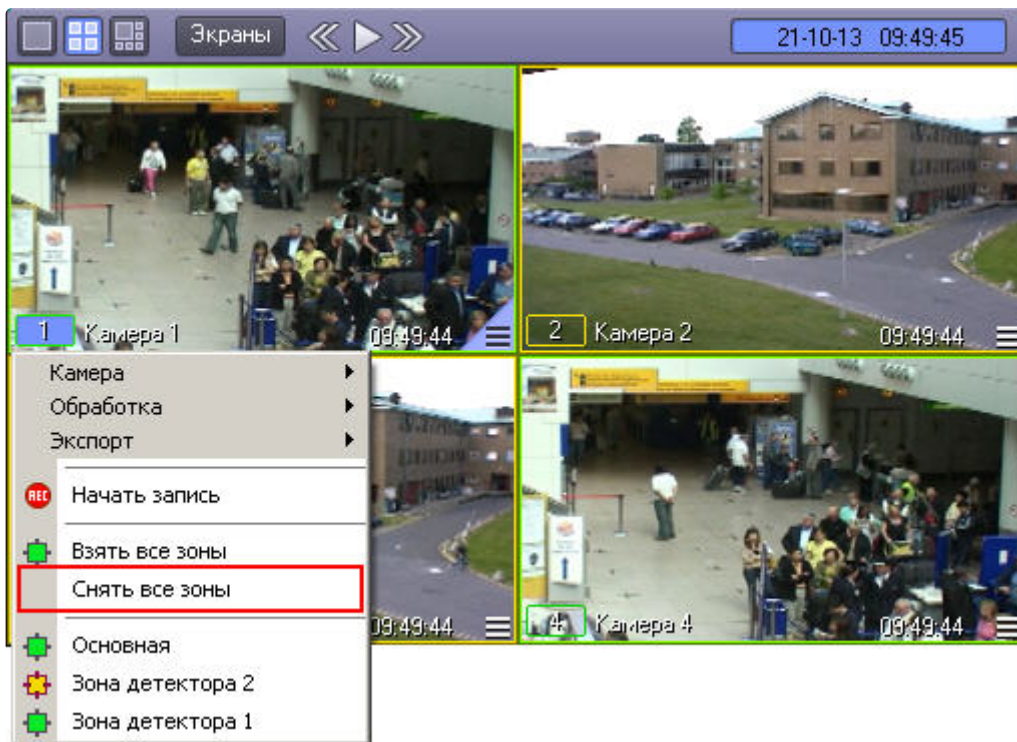 Экраны
21-10-13 09:49:45
1 Камера 1 09:49:44
2 Камера 2 09:49:44
Камера
Обработка
Экспорт
REC Начать запись
Взять все зоны
Снять все зоны
09:49:44
4 Камера 4 09:49:44
Основная
Зона детектора 2
Зона детектора 1